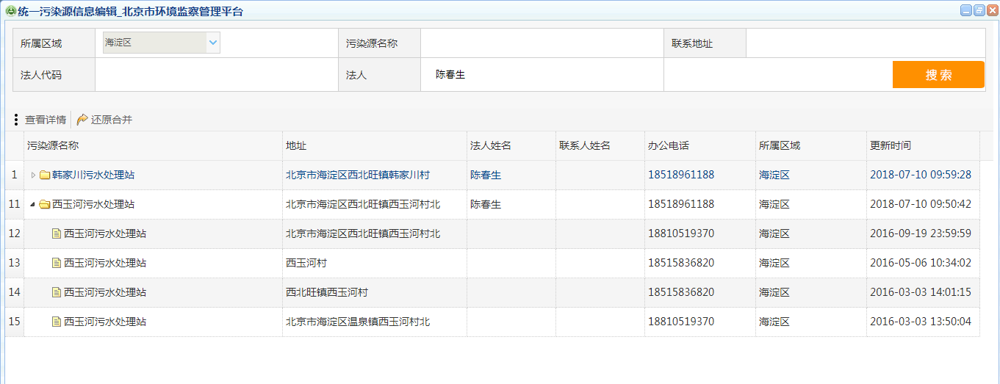 统一污染源信息编辑_北京市环境监察管理平台
所属区域 海淀区 污染源名称 联系地址
法人代码 法人 陈春生 搜索
查看详情 还原合并
污染源名称 地址 法人姓名 联系人姓名 办公电话 所属区域 更新时间
1 韩家川污水处理站 北京市海淀区西北旺镇韩家川村 陈春生 18518961188 海淀区 2018-07-10 09:59:28
11 西玉河污水处理站 北京市海淀区西北旺镇西玉河村北 陈春生 18518961188 海淀区 2018-07-10 09:50:42
12 西玉河污水处理站 北京市海淀区西北旺镇西玉河村北 18810519370 海淀区 2016-09-19 23:59:59
13 西玉河污水处理站 西玉河村 18515836820 海淀区 2016-05-06 10:34:02
14 西玉河污水处理站 西北旺镇西玉河村 18515836820 海淀区 2016-03-03 14:01:15
15 西玉河污水处理站 北京市海淀区温泉镇西玉河村北 18810519370 海淀区 2016-03-03 13:50:04